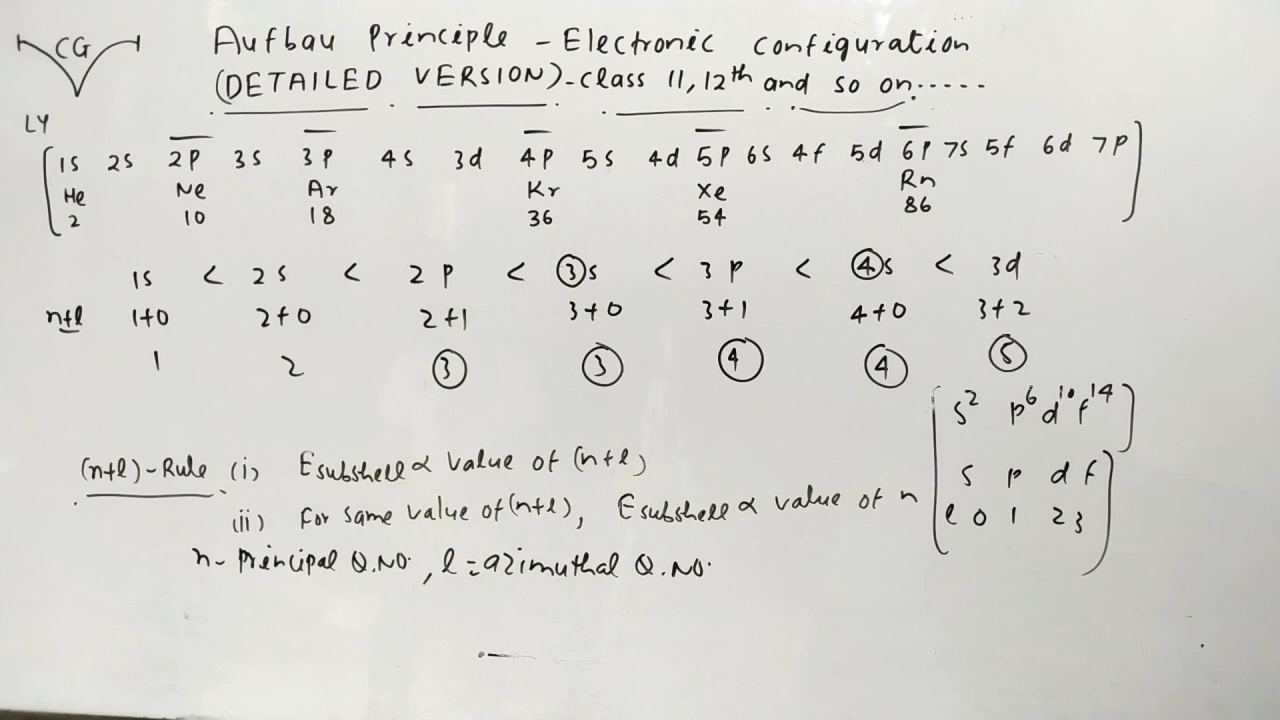 CG
Aufbau Principle - Electronic configuration
(DETAILED VERSION)-Class 11, 12th and so on.....
LY
1s 2s 2p 3s 3p 4s 3d 4p 5s 4d 5p 6s 4f 5d 6p 7s 5f 6d 7p
He Ne Ar Kr Xe Rn
2 10 18 36 54 86
1s < 2s < 2p < 3s < 3p < 4s < 3d
n+l 1+0 2+0 2+1 3+0 3+1 4+0 3+2
1 2 3 3 4 4 5
s² p⁶ d¹⁰ f¹⁴
s p d f
l 0 1 2 3
(n+l)-Rule (i) Esubshell α value of (n+l)
(ii) For same value of (n+l), Esubshell α value of n
n- Principal Q.NO., l = azimuthal Q.NO.